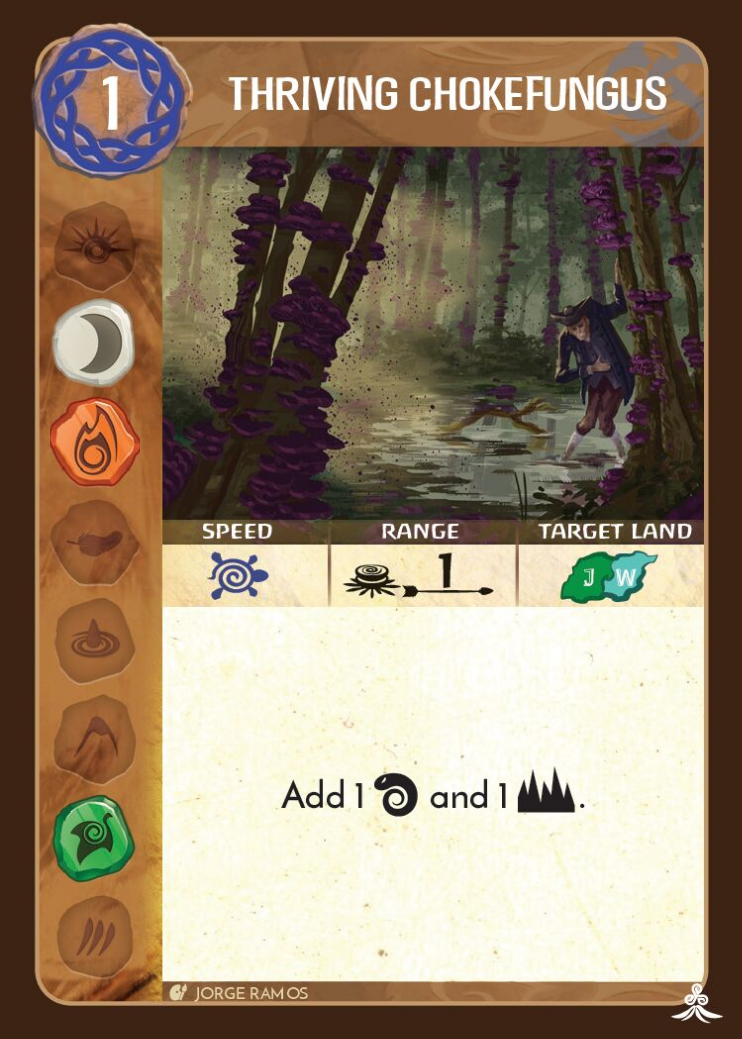 1
THRIVING CHOKEFUNGUS
SPEED RANGE TARGET LAND
1 J W
Add 1 and 1 .
JORGE RAMOS